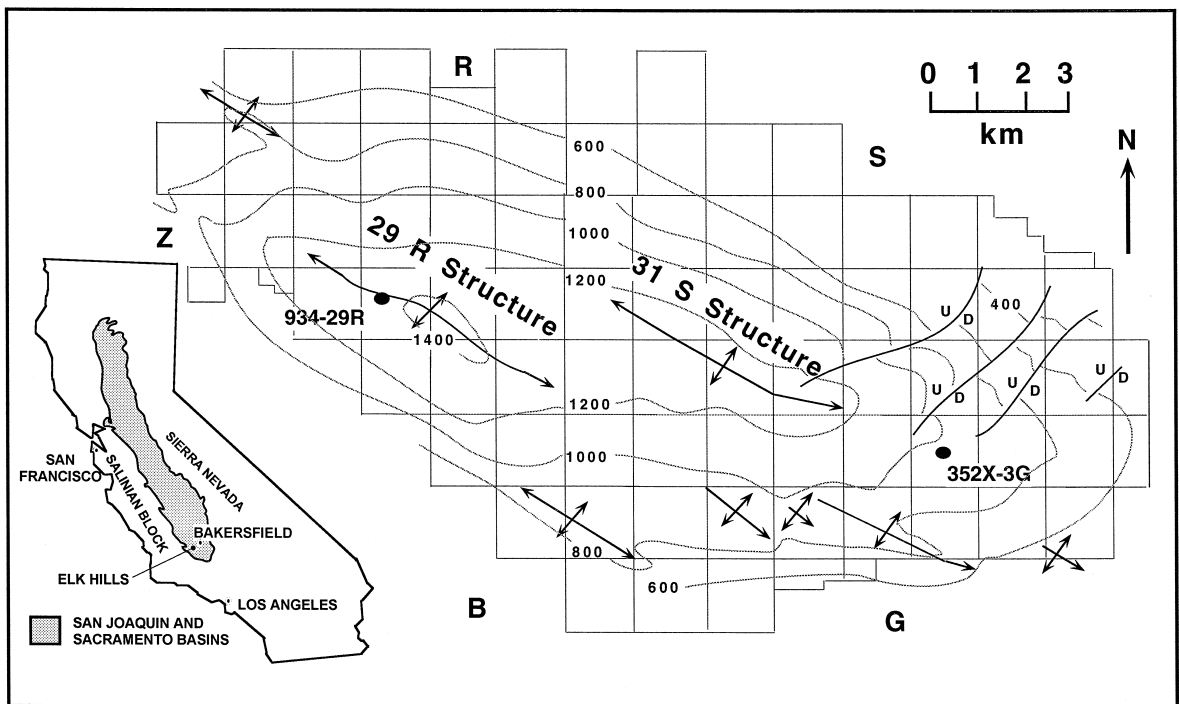 R
0 1 2 3
km
N
S
600
800
1000
1200
Z
29 R Structure
31 S Structure
934-29R
1400
400
U D
U D
U D
U D
1200
1000
352X-3G
800
600
B
G
SAN
FRANCISCO
SALINIAN BLOCK
SIERRA NEVADA
BAKERSFIELD
ELK HILLS
LOS ANGELES
SAN JOAQUIN AND
SACRAMENTO BASINS